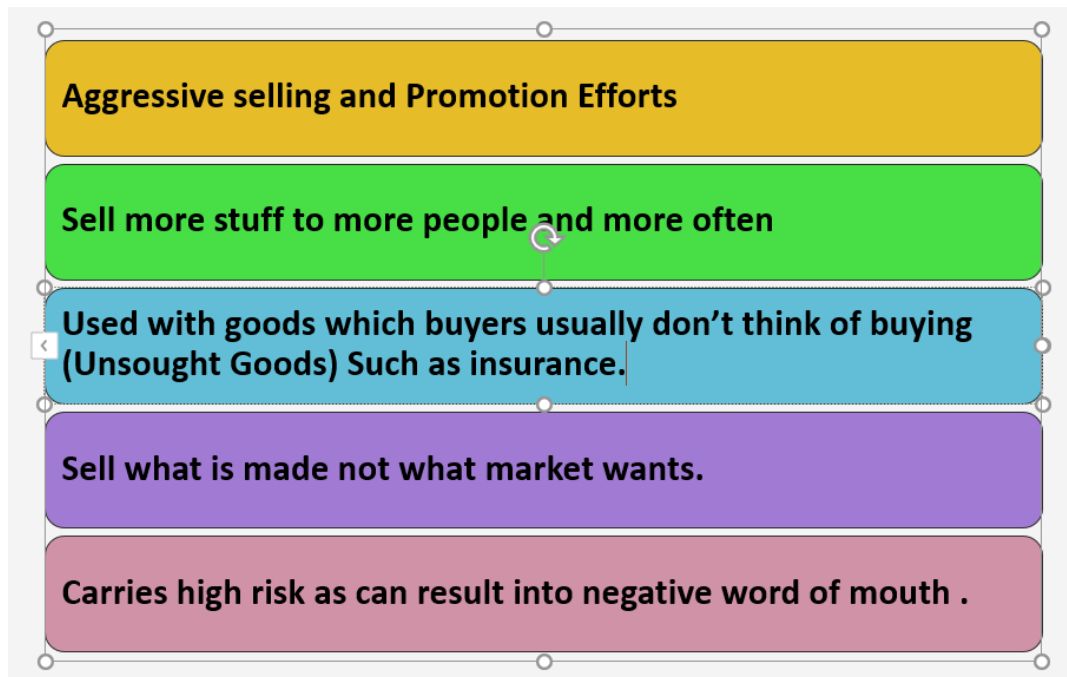 Aggressive selling and Promotion Efforts
Sell more stuff to more people and more often
Used with goods which buyers usually don’t think of buying
(Unsought Goods) Such as insurance.
Sell what is made not what market wants.
Carries high risk as can result into negative word of mouth .